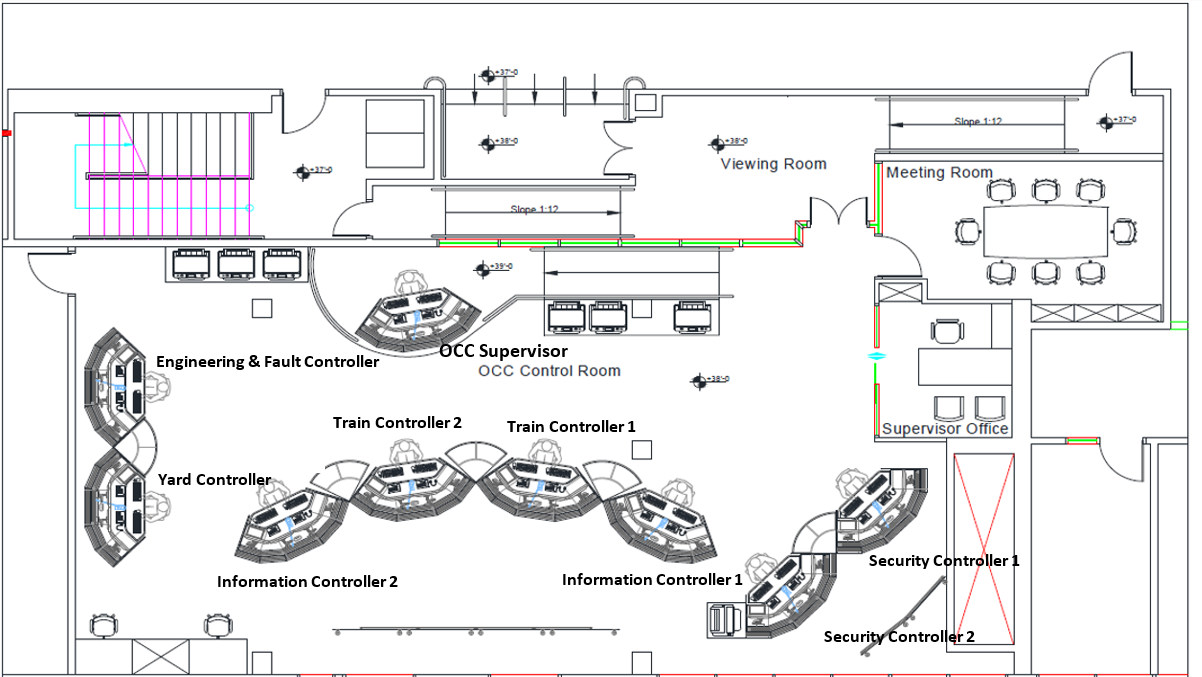 +37'-0
+38'-0
+38'-0
Slope 1:12
+37'-0
+37'-0
Viewing Room
Meeting Room
Slope 1:12
+39'-0
OCC Supervisor
Engineering & Fault Controller
OCC Control Room
+38'-0
Train Controller 2
Train Controller 1
Supervisor Office
Yard Controller
Information Controller 2
Information Controller 1
Security Controller 1
Security Controller 2